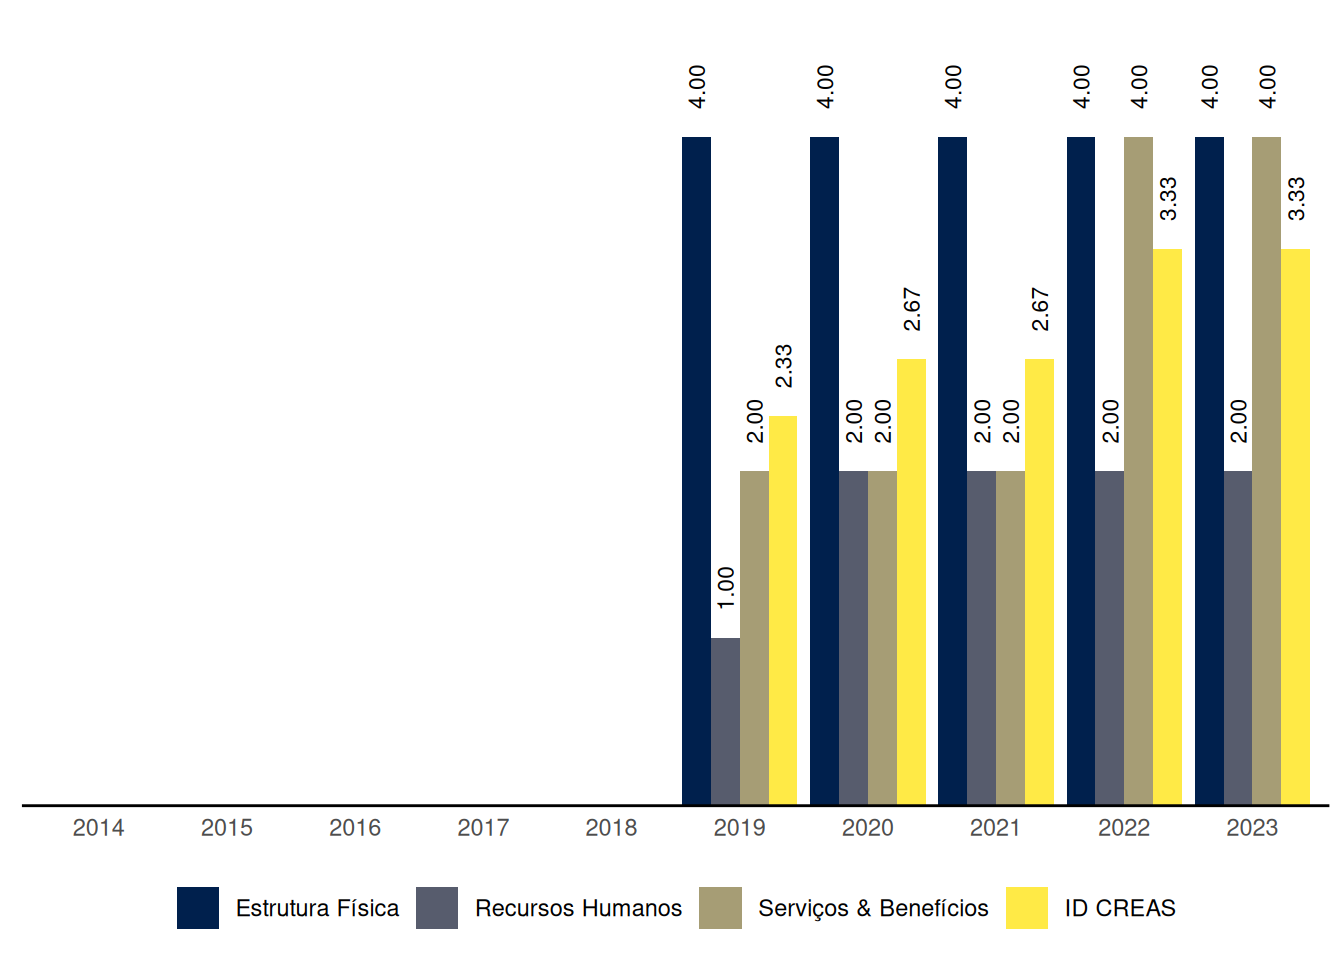 4.00 4.00 4.00 4.00 4.00 4.00 4.00
3.33 3.33
2.67 2.67
2.33
2.00 2.00 2.00 2.00 2.00 2.00 2.00
1.00
2014 2015 2016 2017 2018 2019 2020 2021 2022 2023
Estrutura Física Recursos Humanos Serviços & Benefícios ID CREAS